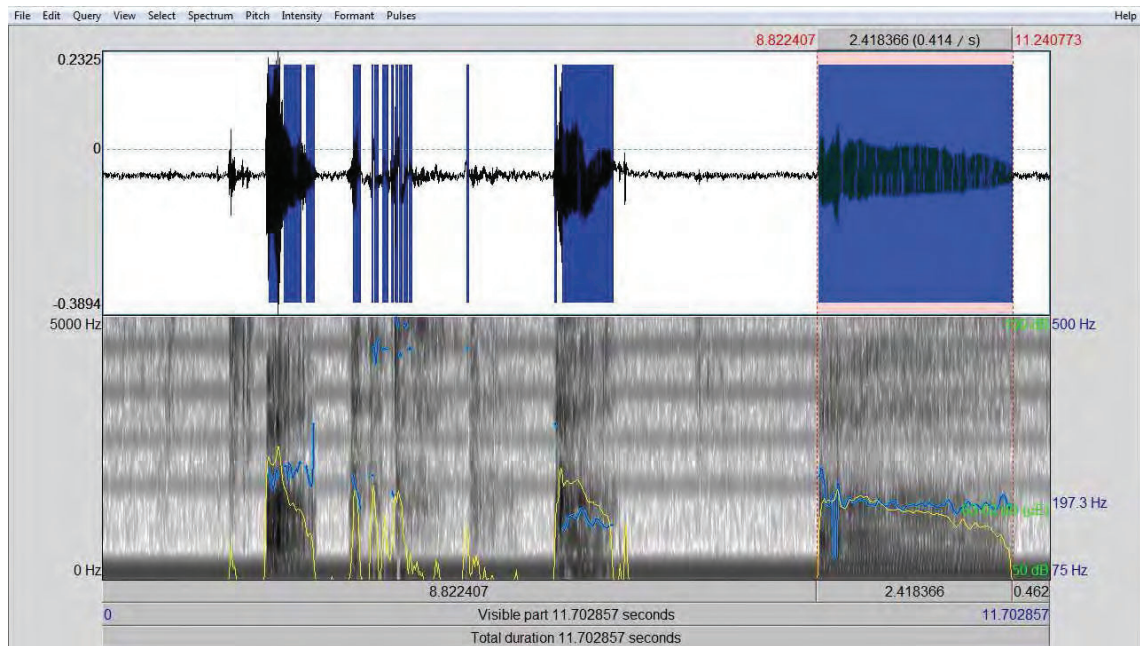 File Edit Query View Select Spectrum Pitch Intensity Formant Pulses Help
8.822407 2.418366 (0.414 / s) 11.240773
0.2325
0
-0.3894
5000 Hz 500 Hz
197.3 Hz
0 Hz 50 dB 75 Hz
8.822407 2.418366 0.462
0 Visible part 11.702857 seconds 11.702857
Total duration 11.702857 seconds